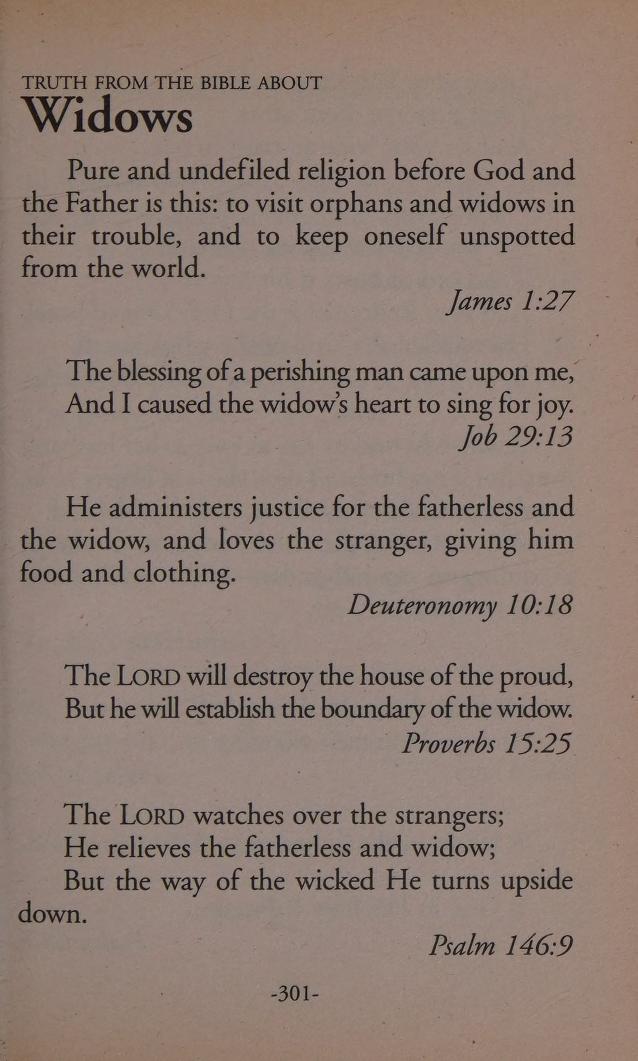 TRUTH FROM THE BIBLE ABOUT
Widows
Pure and undefiled religion before God and
the Father is this: to visit orphans and widows in
their trouble, and to keep oneself unspotted
from the world.
James 1:27
The blessing of a perishing man came upon me,
And I caused the widow's heart to sing for joy.
Job 29:13
He administers justice for the fatherless and
the widow, and loves the stranger, giving him
food and clothing.
Deuteronomy 10:18
The LORD will destroy the house of the proud,
But he will establish the boundary of the widow.
Proverbs 15:25
The LORD watches over the strangers;
He relieves the fatherless and widow;
But the way of the wicked He turns upside
down.
Psalm 146:9
-301-